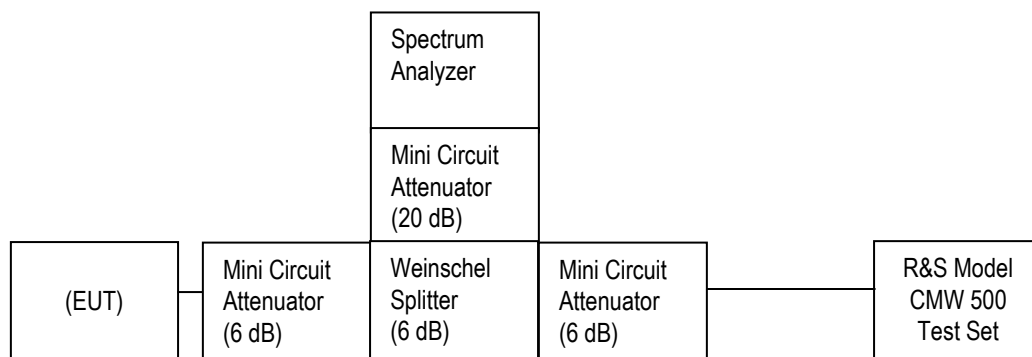 Spectrum
Analyzer
Mini Circuit
Attenuator
(20 dB)
(EUT)
Mini Circuit
Attenuator
(6 dB)
Weinschel
Splitter
(6 dB)
Mini Circuit
Attenuator
(6 dB)
R&S Model
CMW 500
Test Set